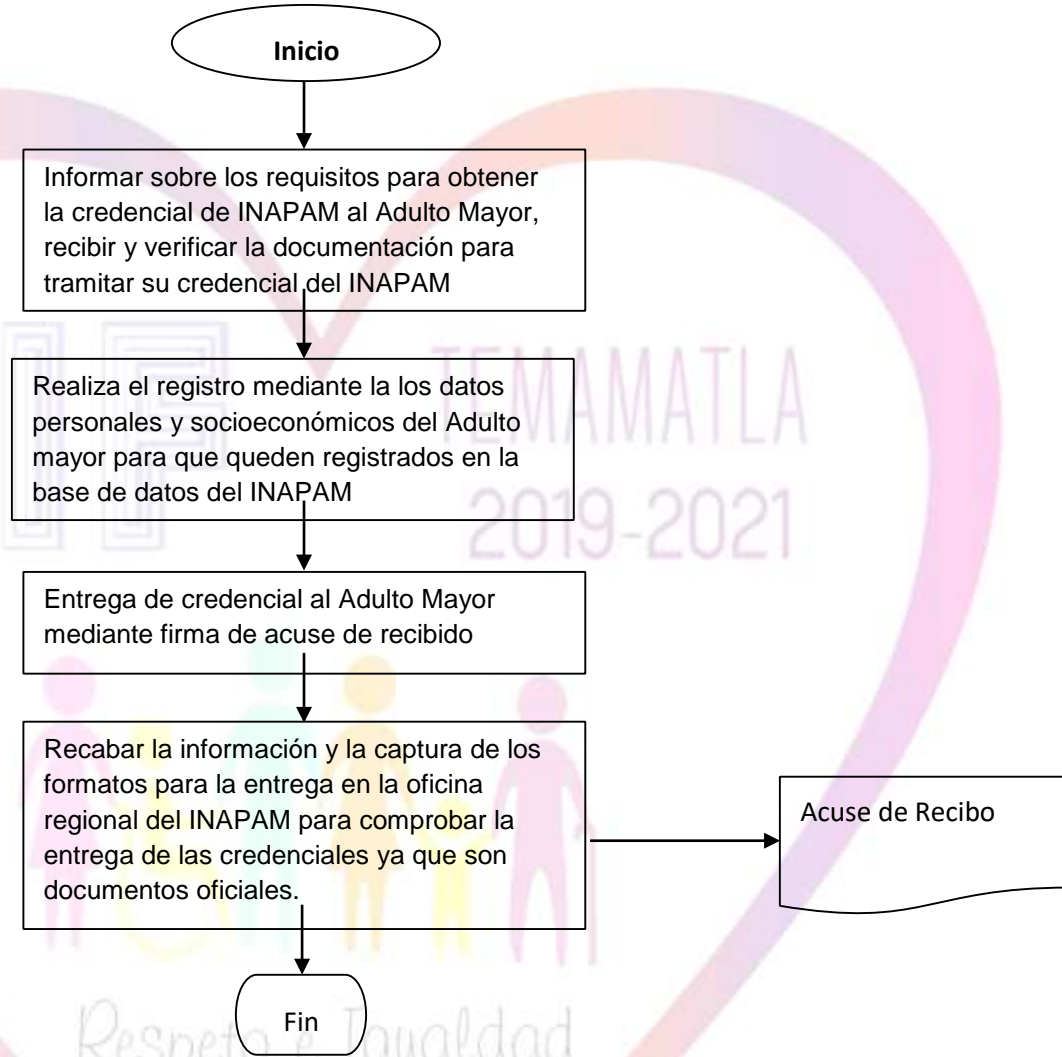 Inicio
Informar sobre los requisitos para obtener
la credencial de INAPAM al Adulto Mayor,
recibir y verificar la documentación para
tramitar su credencial del INAPAM
Realiza el registro mediante la los datos
personales y socioeconómicos del Adulto
mayor para que queden registrados en la
base de datos del INAPAM
TEMAMATLA
2019-2021
Entrega de credencial al Adulto Mayor
mediante firma de acuse de recibido
Recabar la información y la captura de los
formatos para la entrega en la oficina
regional del INAPAM para comprobar la
entrega de las credenciales ya que son
documentos oficiales.
Acuse de Recibo
Fin
Respeto e Igualdad